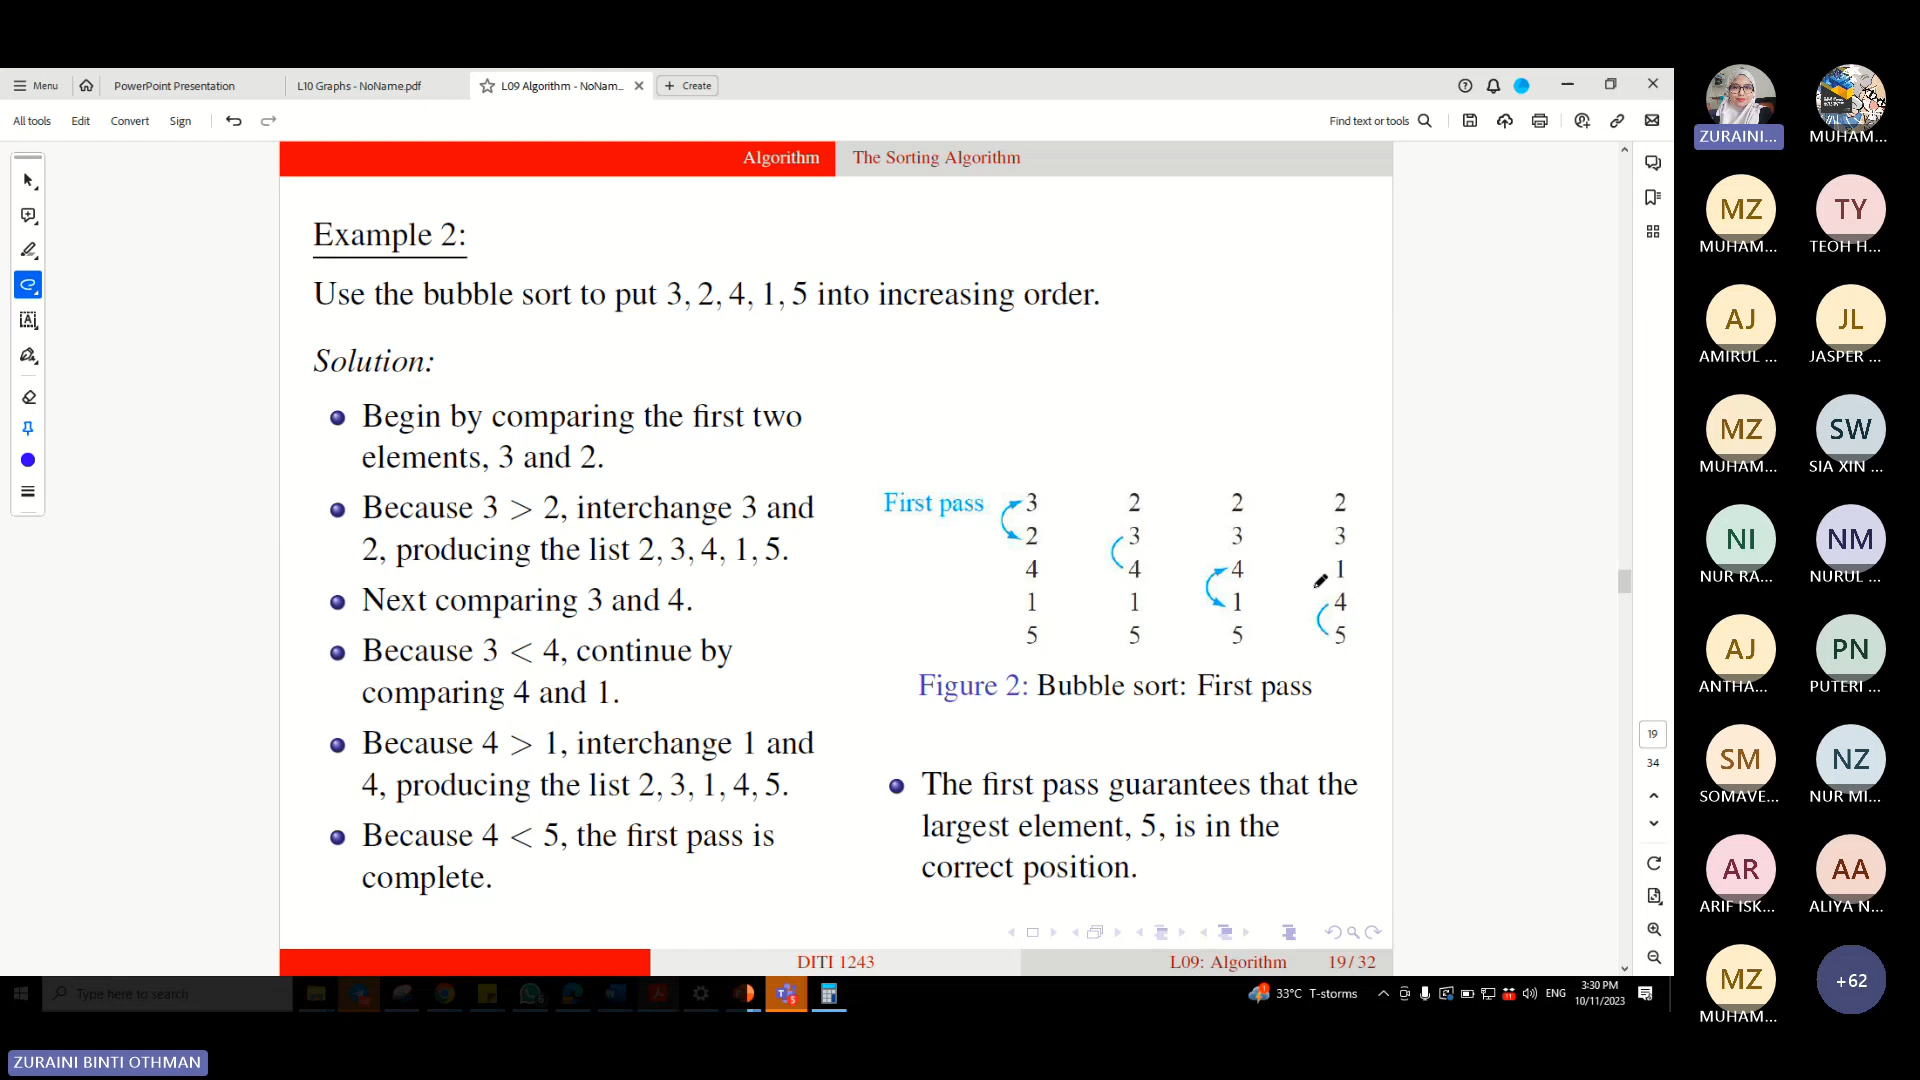 Menu
PowerPoint Presentation
L10 Graphs - NoName.pdf
L09 Algorithm - NoNam...
Create
All tools
Edit
Convert
Sign
Find text or tools
Algorithm
The Sorting Algorithm
Example 2:
Use the bubble sort to put 3, 2, 4, 1, 5 into increasing order.
Solution:
Begin by comparing the first two
elements, 3 and 2.
Because 3 > 2, interchange 3 and
2, producing the list 2, 3, 4, 1, 5.
Next comparing 3 and 4.
Because 3 < 4, continue by
comparing 4 and 1.
Because 4 > 1, interchange 1 and
4, producing the list 2, 3, 1, 4, 5.
Because 4 < 5, the first pass is
complete.
First pass 3 2 2 2
2 3 3 3
4 4 4 1
1 1 1 4
5 5 5 5
Figure 2: Bubble sort: First pass
The first pass guarantees that the
largest element, 5, is in the
correct position.
DITI 1243
L09: Algorithm
19 / 32
19
34
Type here to search
33°C T-storms
ENG
3:30 PM
10/11/2023
ZURAINI...
MUHAM...
MZ
MUHAM...
TY
TEOH H...
AJ
AMIRUL ...
JL
JASPER ...
MZ
MUHAM...
SW
SIA XIN ...
NI
NUR RA...
NM
NURUL ...
AJ
ANTHA...
PN
PUTERI ...
SM
SOMAVE...
NZ
NUR MI...
AR
ARIF ISK...
AA
ALIYA N...
MZ
MUHAM...
+62
ZURAINI BINTI OTHMAN